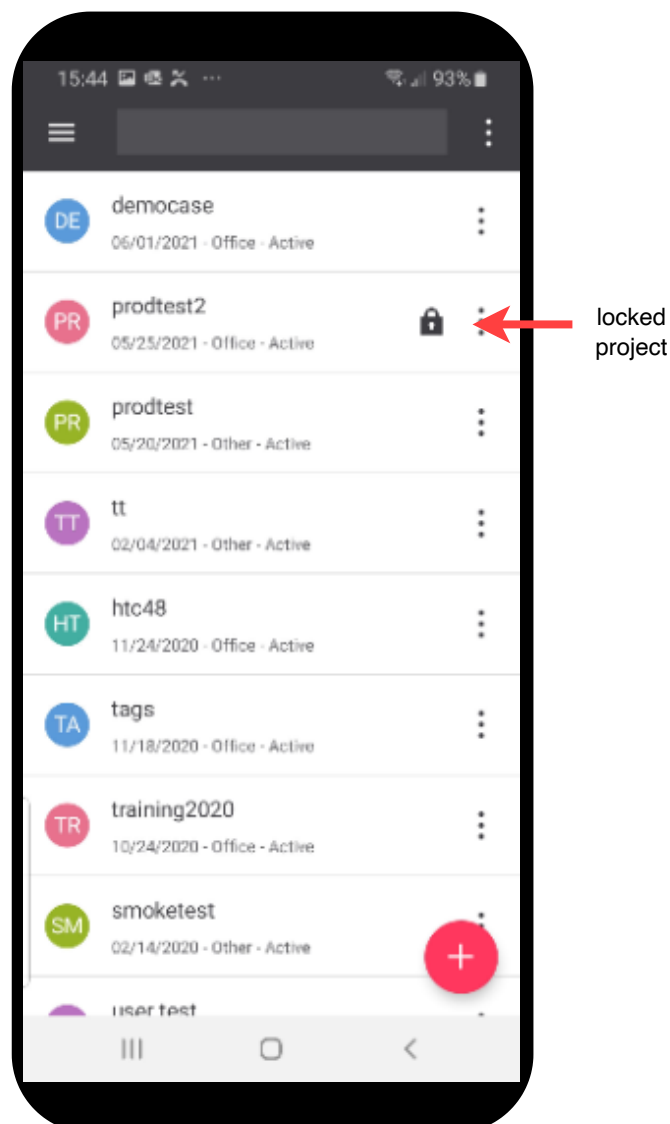 15:44 ... 93%
DE
democase
06/01/2021 - Office - Active
PR
prodtest2
05/25/2021 - Office - Active
locked
project
PR
prodtest
05/20/2021 - Other - Active
TT
tt
02/04/2021 - Other - Active
HT
htc48
11/24/2020 - Office - Active
TA
tags
11/18/2020 - Office - Active
TR
training2020
10/24/2020 - Office - Active
SM
smoketest
02/14/2020 - Other - Active
user test